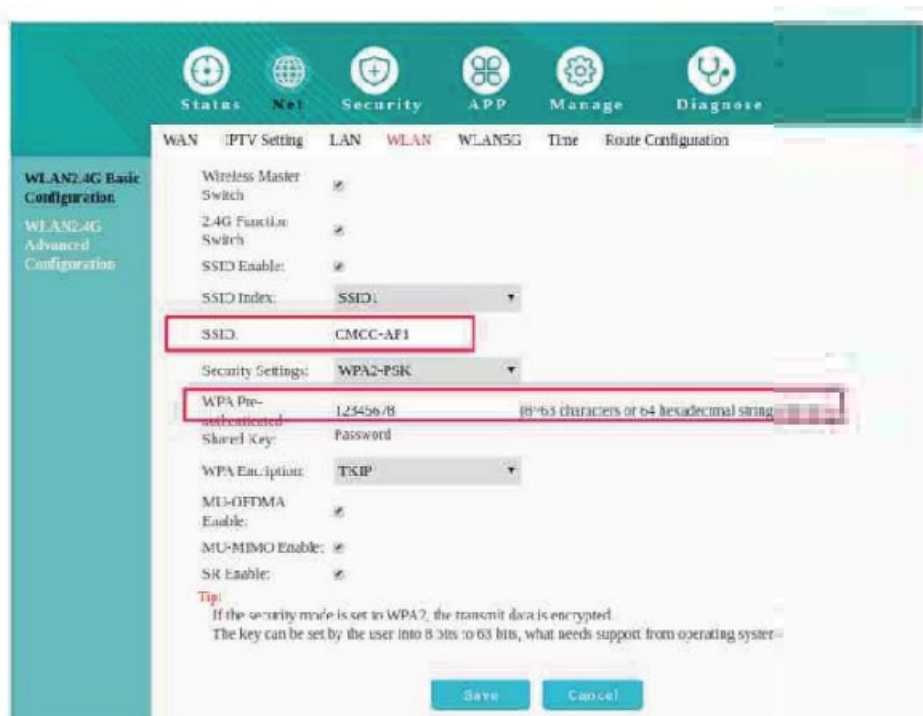 Status Net Security APP Manage Diagnose
WAN IPTV Setting LAN WLAN WLAN5G Time Route Configuration
WLAN2.4G Basic
Configuration
WLAN2.4G
Advanced
Configuration
Wireless Master
Switch
2.4G Function
Switch
SSID Enable:
SSID Index: SSID1
SSID: CMCC-AP1
Security Settings: WPA2-PSK
WPA Pre-
authenticated
Shared Key:
12345678 (8~63 characters or 64 hexadecimal string
Password
WPA Encription: TKIP
MU-OFDMA
Enable:
MU-MIMO Enable:
SR Enable:
Tip:
If the security mode is set to WPA2, the transmit data is encrypted.
The key can be set by the user into 8 bits to 63 bits, what needs support from operating system
Save Cancel